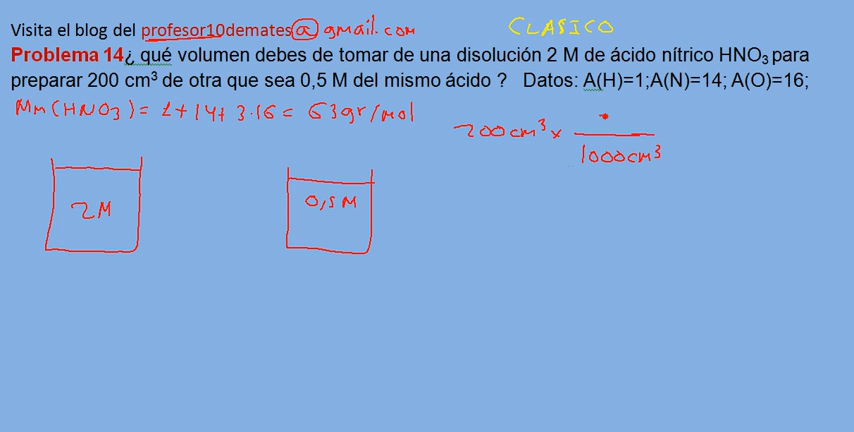 Visita el blog del profesor10demates@gmail.com
CLASICO
Problema 14¿ qué volumen debes de tomar de una disolución 2 M de ácido nítrico HNO₃ para
preparar 200 cm³ de otra que sea 0,5 M del mismo ácido ? Datos: A(H)=1;A(N)=14; A(O)=16;
Mm(HNO₃)= 1+14+3·16= 63gr/mol
200cm³ x
1000cm³
2M
0,5M